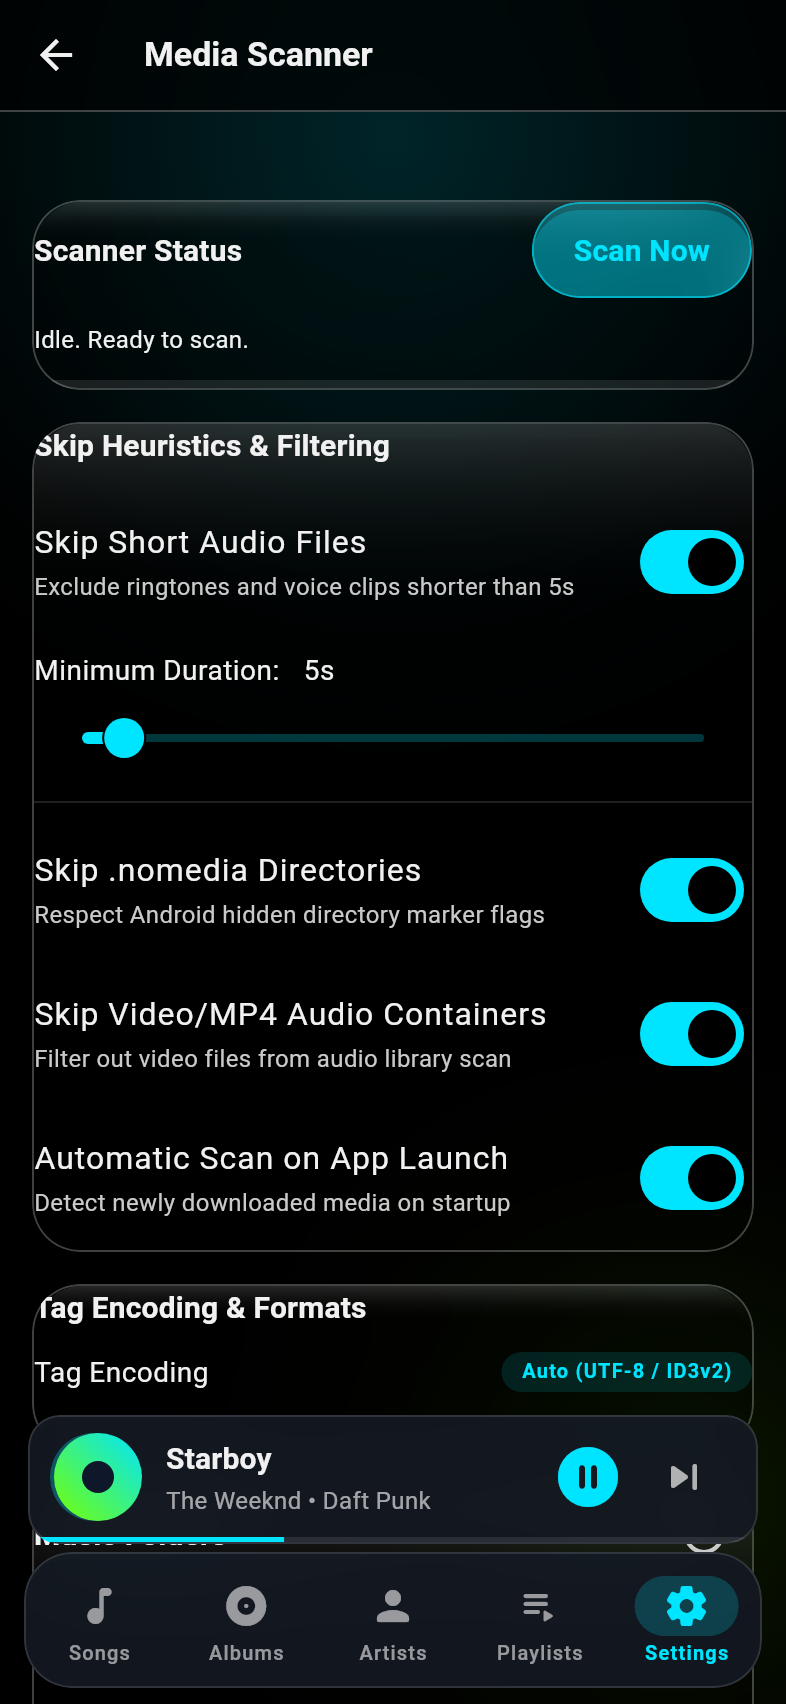 Media Scanner
Scanner Status
Scan Now
Idle. Ready to scan.
Skip Heuristics & Filtering
Skip Short Audio Files
Exclude ringtones and voice clips shorter than 5s
Minimum Duration: 5s
Skip .nomedia Directories
Respect Android hidden directory marker flags
Skip Video/MP4 Audio Containers
Filter out video files from audio library scan
Automatic Scan on App Launch
Detect newly downloaded media on startup
Tag Encoding & Formats
Tag Encoding
Auto (UTF-8 / ID3v2)
Starboy
The Weeknd • Daft Punk
Songs
Albums
Artists
Playlists
Settings